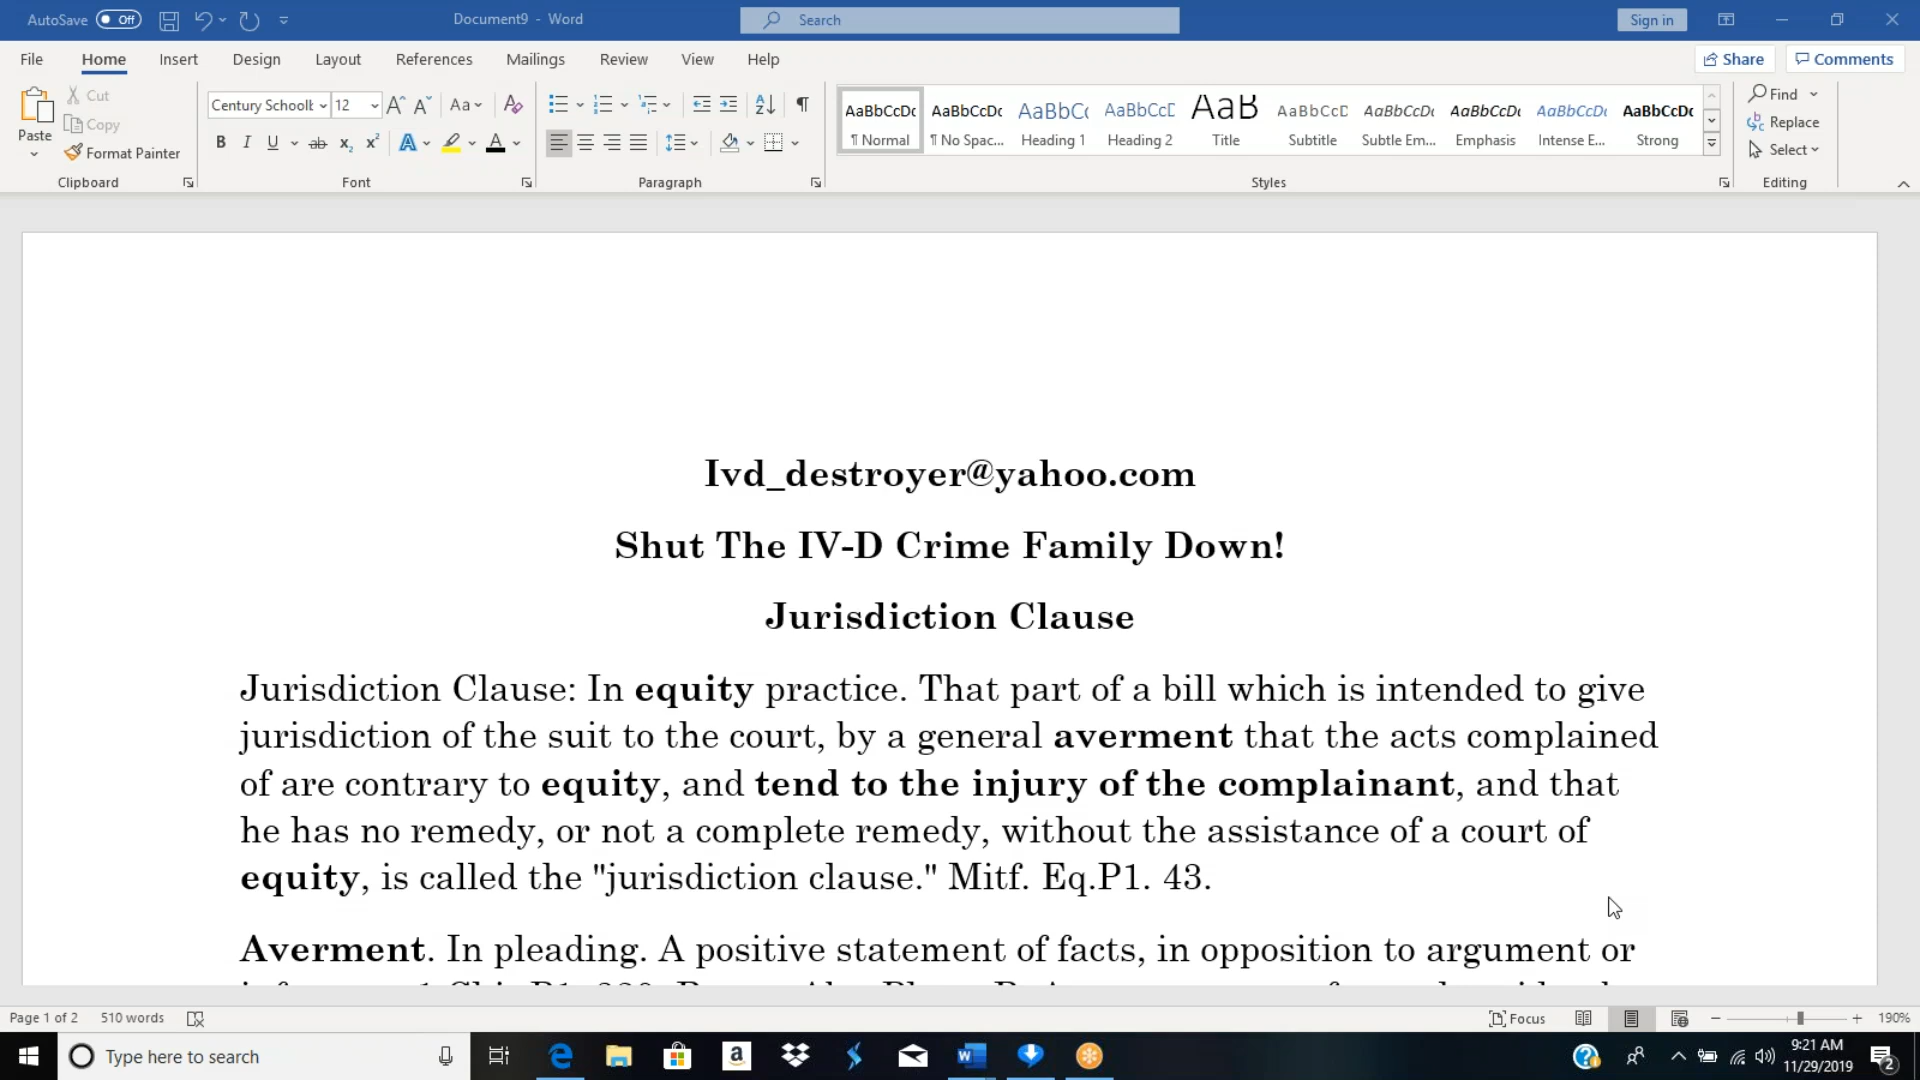 AutoSave Off Document9 - Word Search Sign in
File Home Insert Design Layout References Mailings Review View Help Share Comments
Paste Cut Copy Format Painter Clipboard
Century Schoolb 12 Aa
B I U ab x₂ x² A A Font
Paragraph
AaBbCcDc AaBbCcDc AaBbCc AaBbCcD AaB AaBbCcD AaBbCcDc AaBbCcDc AaBbCcDc AaBbCcDc
¶ Normal ¶ No Spac... Heading 1 Heading 2 Title Subtitle Subtle Em... Emphasis Intense E... Strong
Styles
Find
Replace
Select
Editing
Ivd_destroyer@yahoo.com
Shut The IV-D Crime Family Down!
Jurisdiction Clause
Jurisdiction Clause: In equity practice. That part of a bill which is intended to give
jurisdiction of the suit to the court, by a general averment that the acts complained
of are contrary to equity, and tend to the injury of the complainant, and that
he has no remedy, or not a complete remedy, without the assistance of a court of
equity, is called the "jurisdiction clause." Mitf. Eq.P1. 43.
Averment. In pleading. A positive statement of facts, in opposition to argument or
Page 1 of 2 510 words Focus 190%
Type here to search
9:21 AM
11/29/2019
2